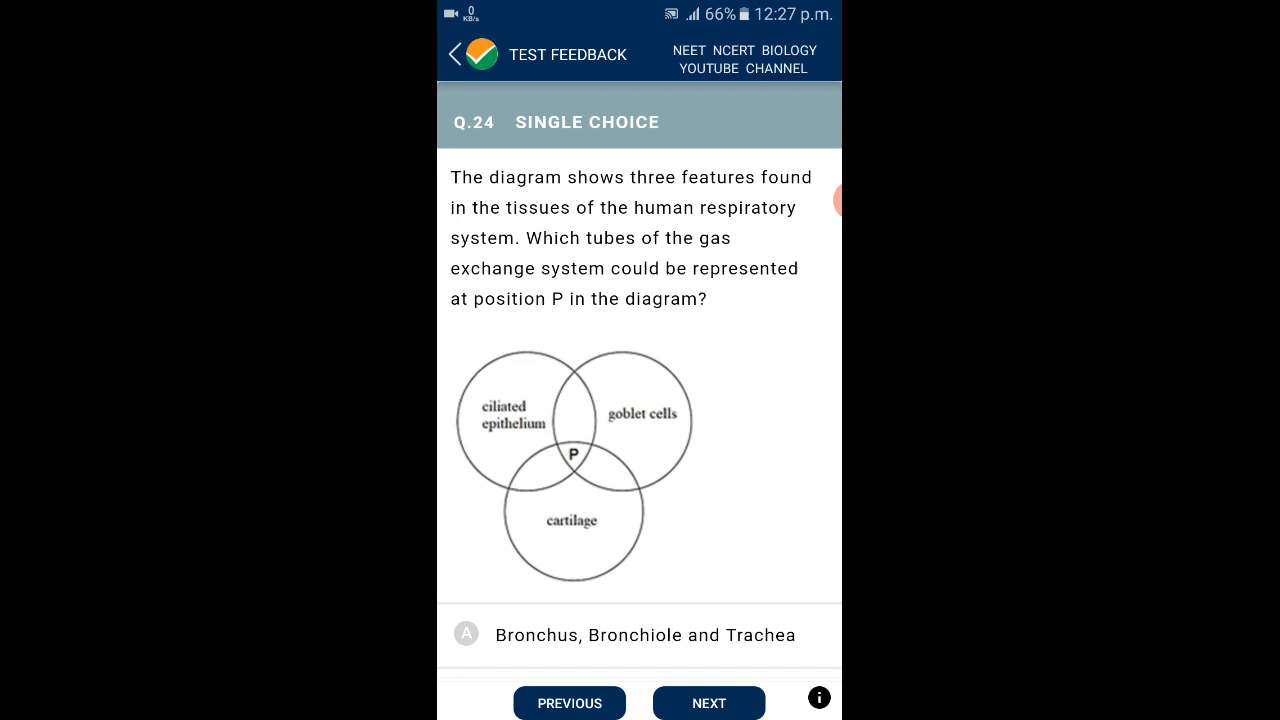 0
KB/s
66% 12:27 p.m.
TEST FEEDBACK
NEET NCERT BIOLOGY
YOUTUBE CHANNEL
Q.24 SINGLE CHOICE
The diagram shows three features found
in the tissues of the human respiratory
system. Which tubes of the gas
exchange system could be represented
at position P in the diagram?
ciliated
epithelium
goblet cells
P
cartilage
A Bronchus, Bronchiole and Trachea
PREVIOUS
NEXT
i